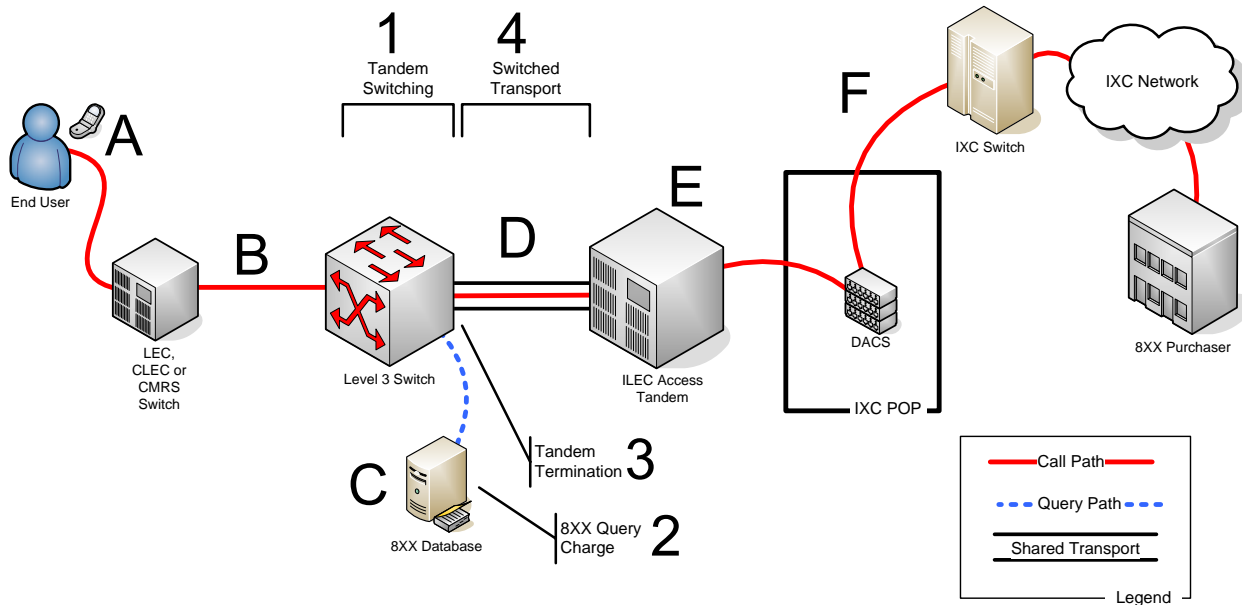 1
Tandem
Switching
4
Switched
Transport
A
End User
F
IXC Switch
IXC Network
E
B
D
LEC,
CLEC or
CMRS
Switch
Level 3 Switch
ILEC Access
Tandem
DACS
IXC POP
8XX Purchaser
C
8XX Database
Tandem
Termination
3
8XX Query
Charge
2
Call Path
Query Path
Shared Transport
Legend